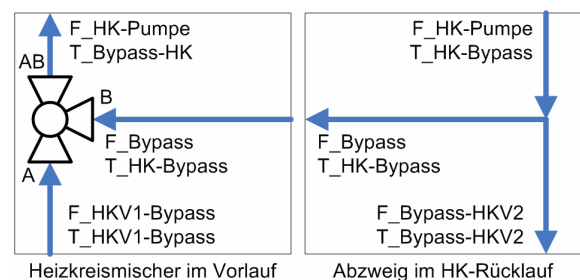 F_HK-Pumpe
T_Bypass-HK
AB
B
F_Bypass
T_HK-Bypass
A
F_HKV1-Bypass
T_HKV1-Bypass
Heizkreismischer im Vorlauf
F_HK-Pumpe
T_HK-Bypass
F_Bypass
T_HK-Bypass
F_Bypass-HKV2
T_Bypass-HKV2
Abzweig im HK-Rücklauf